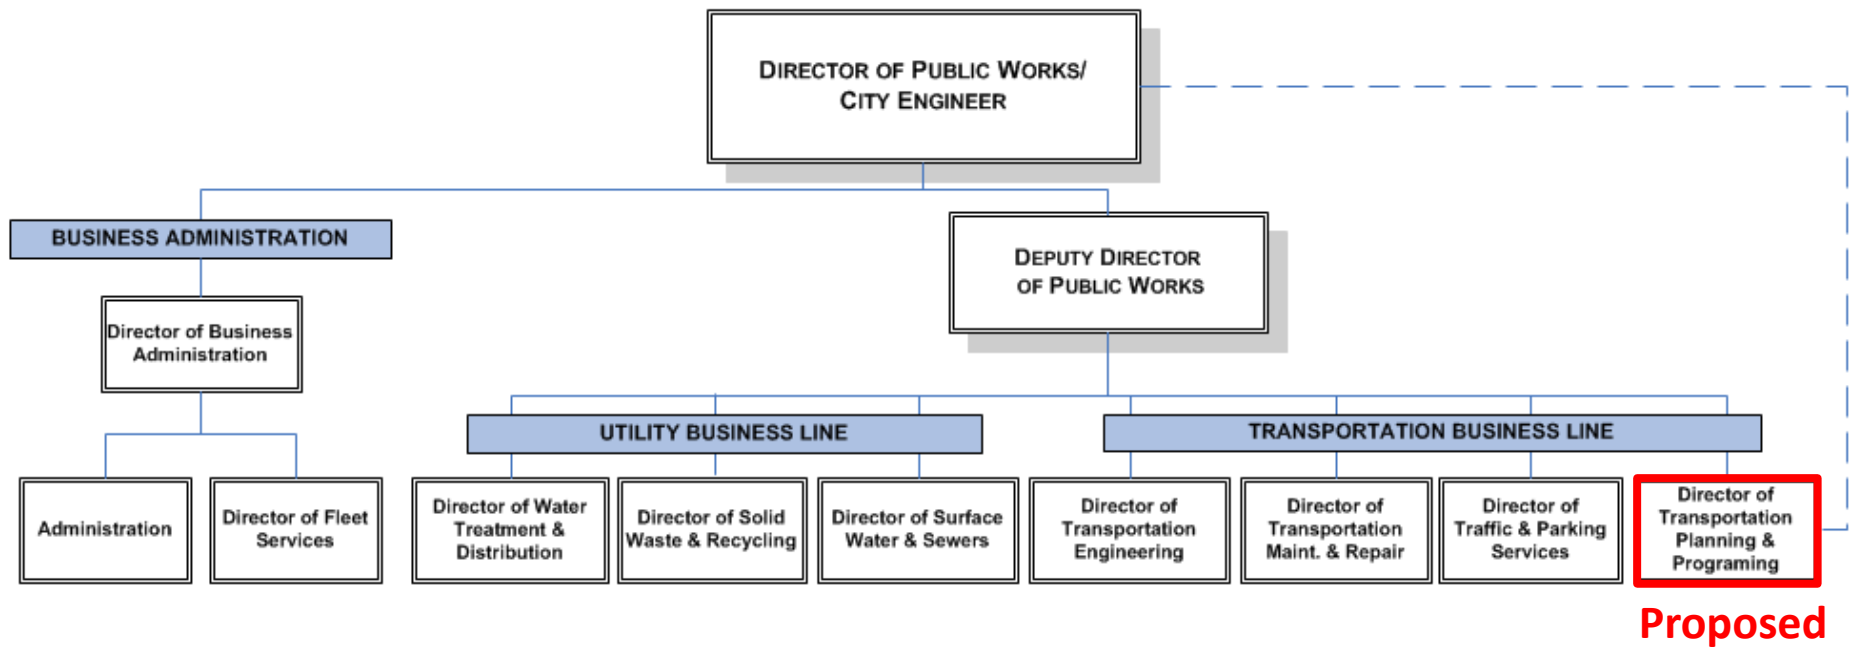 DIRECTOR OF PUBLIC WORKS/
CITY ENGINEER
BUSINESS ADMINISTRATION
DEPUTY DIRECTOR
OF PUBLIC WORKS
Director of Business
Administration
UTILITY BUSINESS LINE
TRANSPORTATION BUSINESS LINE
Administration
Director of Fleet
Services
Director of Water
Treatment &
Distribution
Director of Solid
Waste & Recycling
Director of Surface
Water & Sewers
Director of
Transportation
Engineering
Director of
Transportation
Maint. & Repair
Director of
Traffic & Parking
Services
Director of
Transportation
Planning &
Programing
Proposed